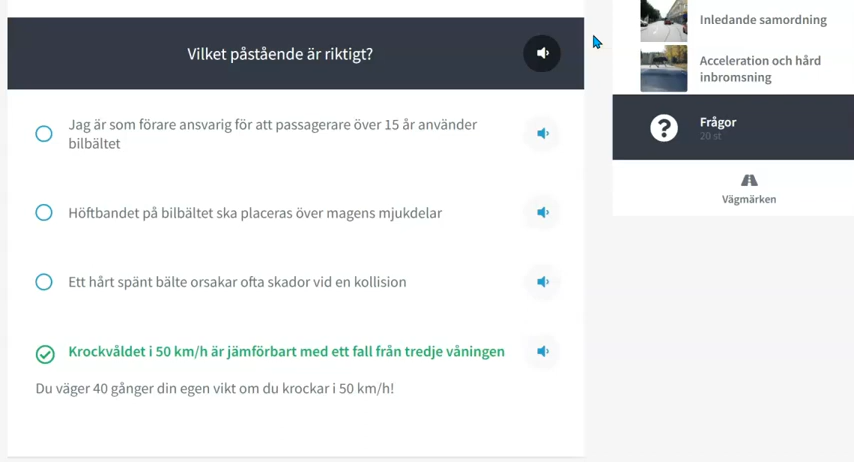 Vilket påstående är riktigt?
Jag är som förare ansvarig för att passagerare över 15 år använder
bilbältet
Höftbandet på bilbältet ska placeras över magens mjukdelar
Ett hårt spänt bälte orsakar ofta skador vid en kollision
Krockvåldet i 50 km/h är jämförbart med ett fall från tredje våningen
Du väger 40 gånger din egen vikt om du krockar i 50 km/h!
Inledande samordning
Acceleration och hård
inbromsning
Frågor
20 st
Vägmärken